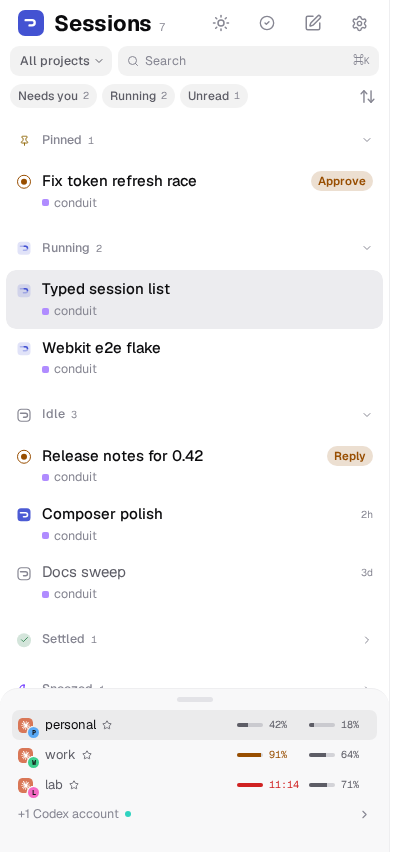 Sessions 7
All projects
Search ⌘K
Needs you 2 Running 2 Unread 1
Pinned 1
Fix token refresh race Approve
conduit
Running 2
Typed session list
conduit
Webkit e2e flake
conduit
Idle 3
Release notes for 0.42 Reply
conduit
Composer polish 2h
conduit
Docs sweep 3d
conduit
Settled 1
Snoozed 1
P personal 42% 18%
W work 91% 64%
L lab 11:14 71%
+1 Codex account